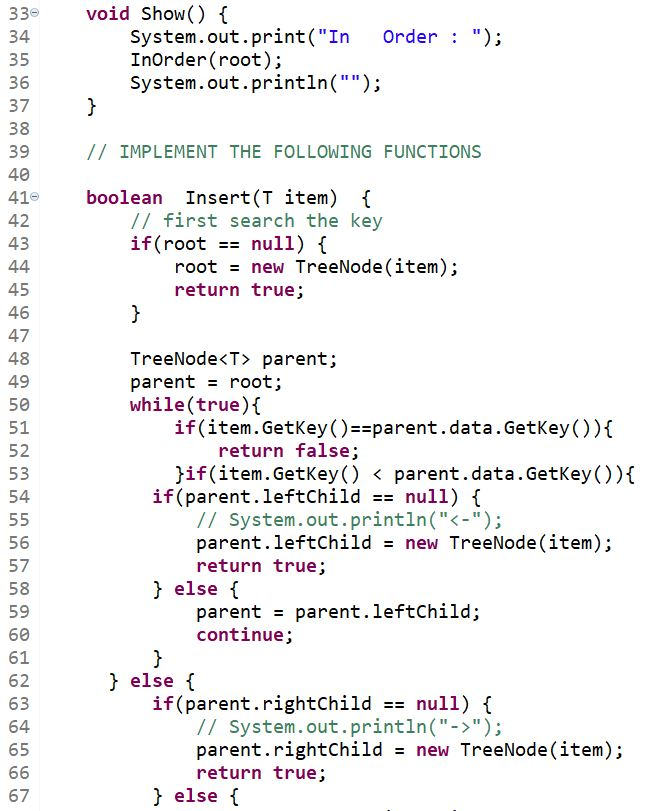 33 void Show() {
34 System.out.print("In   Order : ");
35 InOrder(root);
36 System.out.println("");
37 }
38
39 // IMPLEMENT THE FOLLOWING FUNCTIONS
40
41 boolean  Insert(T item)  {
42 // first search the key
43 if(root == null) {
44 root = new TreeNode(item);
45 return true;
46 }
47
48 TreeNode<T> parent;
49 parent = root;
50 while(true){
51 if(item.GetKey()==parent.data.GetKey()){
52 return false;
53 }if(item.GetKey() < parent.data.GetKey()){
54 if(parent.leftChild == null) {
55 // System.out.println("<-");
56 parent.leftChild = new TreeNode(item);
57 return true;
58 } else {
59 parent = parent.leftChild;
60 continue;
61 }
62 } else {
63 if(parent.rightChild == null) {
64 // System.out.println("->");
65 parent.rightChild = new TreeNode(item);
66 return true;
67 } else {